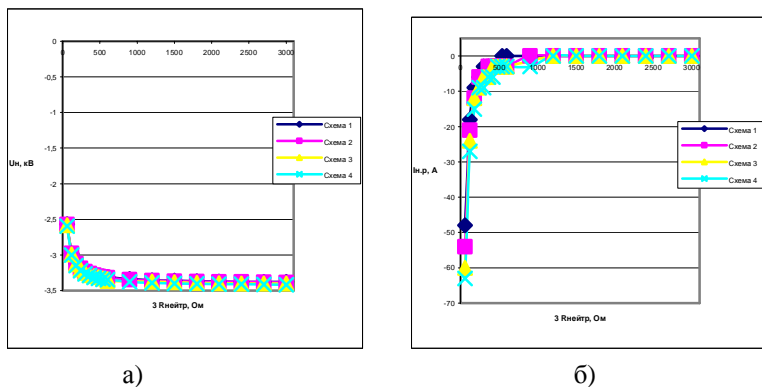 0
0 500 1000 1500 2000 2500 3000
-0,5
-1
-1,5
-2
-2,5
-3
-3,5
Uн, кВ
Схема 1
Схема 2
Схема 3
Схема 4
3 Rнейтр, Ом
а)
Iн.р, А
0
-10
-20
-30
-40
-50
-60
-70
0 500 1000 1500 2000 2500 3000
Схема 1
Схема 2
Схема 3
Схема 4
3 Rнейтр, Ом
б)